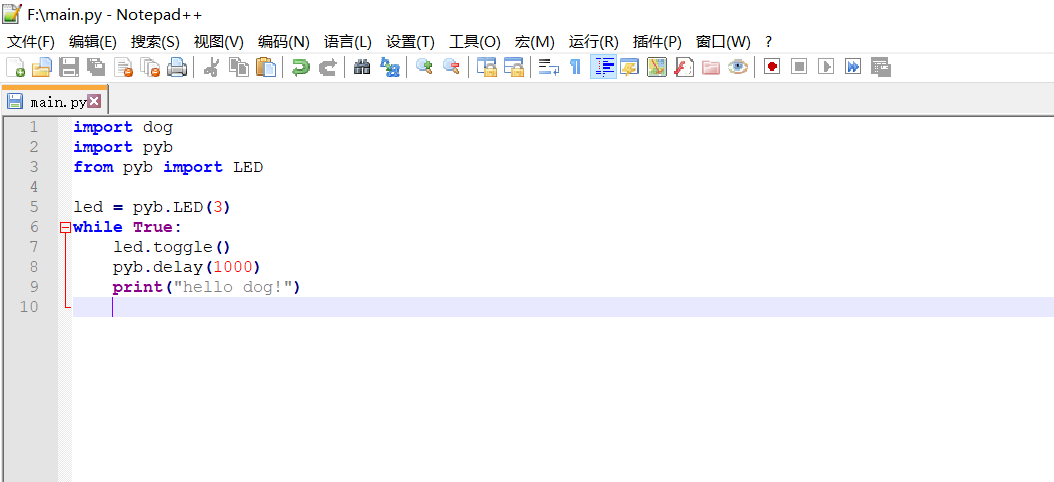 F:\main.py - Notepad++
文件(F) 编辑(E) 搜索(S) 视图(V) 编码(N) 语言(L) 设置(T) 工具(O) 宏(M) 运行(R) 插件(P) 窗口(W) ?
main.py
1 import dog
2 import pyb
3 from pyb import LED
4
5 led = pyb.LED(3)
6 while True:
7 led.toggle()
8 pyb.delay(1000)
9 print("hello dog!")
10